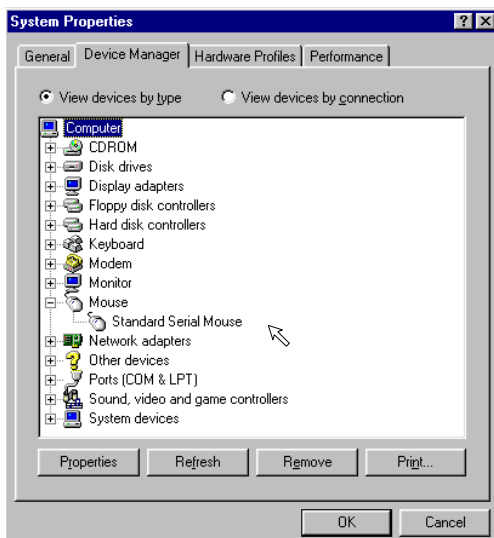 System Properties
General Device Manager Hardware Profiles Performance
View devices by type View devices by connection
Computer
CDROM
Disk drives
Display adapters
Floppy disk controllers
Hard disk controllers
Keyboard
Modem
Monitor
Mouse
Standard Serial Mouse
Network adapters
Other devices
Ports (COM & LPT)
Sound, video and game controllers
System devices
Properties Refresh Remove Print...
OK Cancel